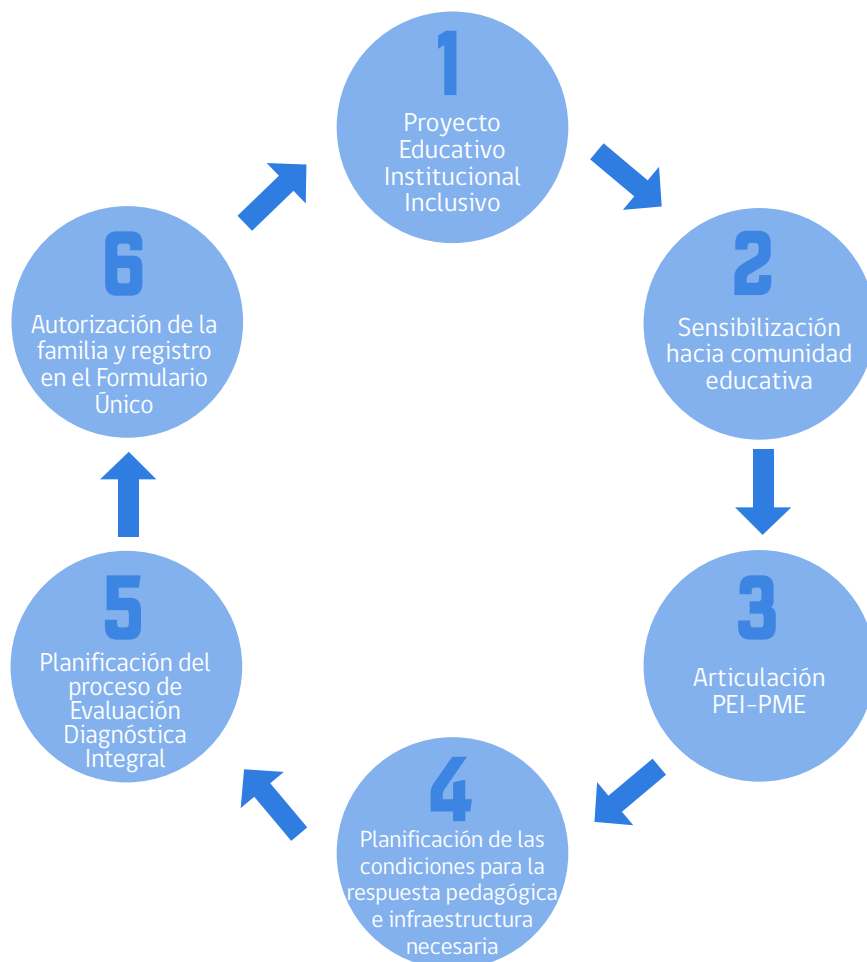 1
Proyecto
Educativo
Institucional
Inclusivo
2
Sensibilización
hacia comunidad
educativa
3
Articulación
PEI-PME
4
Planificación de las
condiciones para la
respuesta pedagógica
e infraestructura
necesaria
5
Planificación del
proceso de
Evaluación
Diagnóstica
Integral
6
Autorización de la
familia y registro
en el Formulario
Único